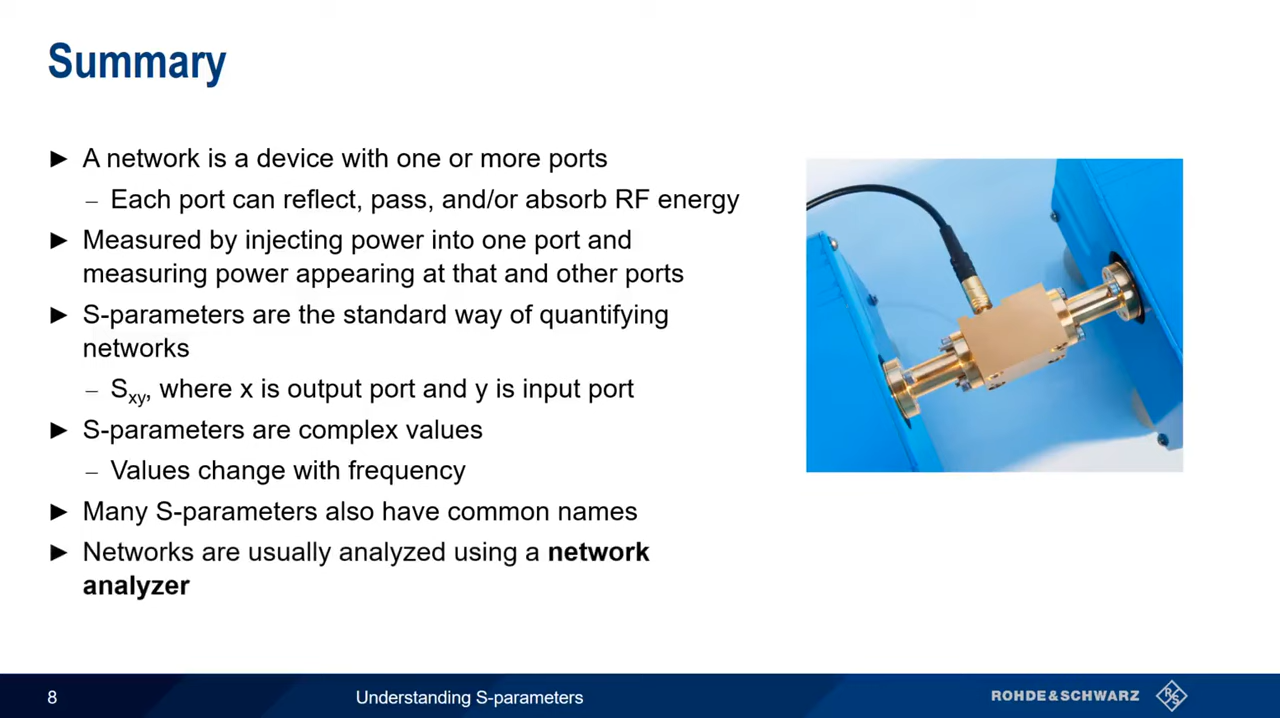 Summary
► A network is a device with one or more ports
– Each port can reflect, pass, and/or absorb RF energy
► Measured by injecting power into one port and
measuring power appearing at that and other ports
► S-parameters are the standard way of quantifying
networks
– Sxy, where x is output port and y is input port
► S-parameters are complex values
– Values change with frequency
► Many S-parameters also have common names
► Networks are usually analyzed using a network
analyzer
8
Understanding S-parameters
ROHDE&SCHWARZ
R&S